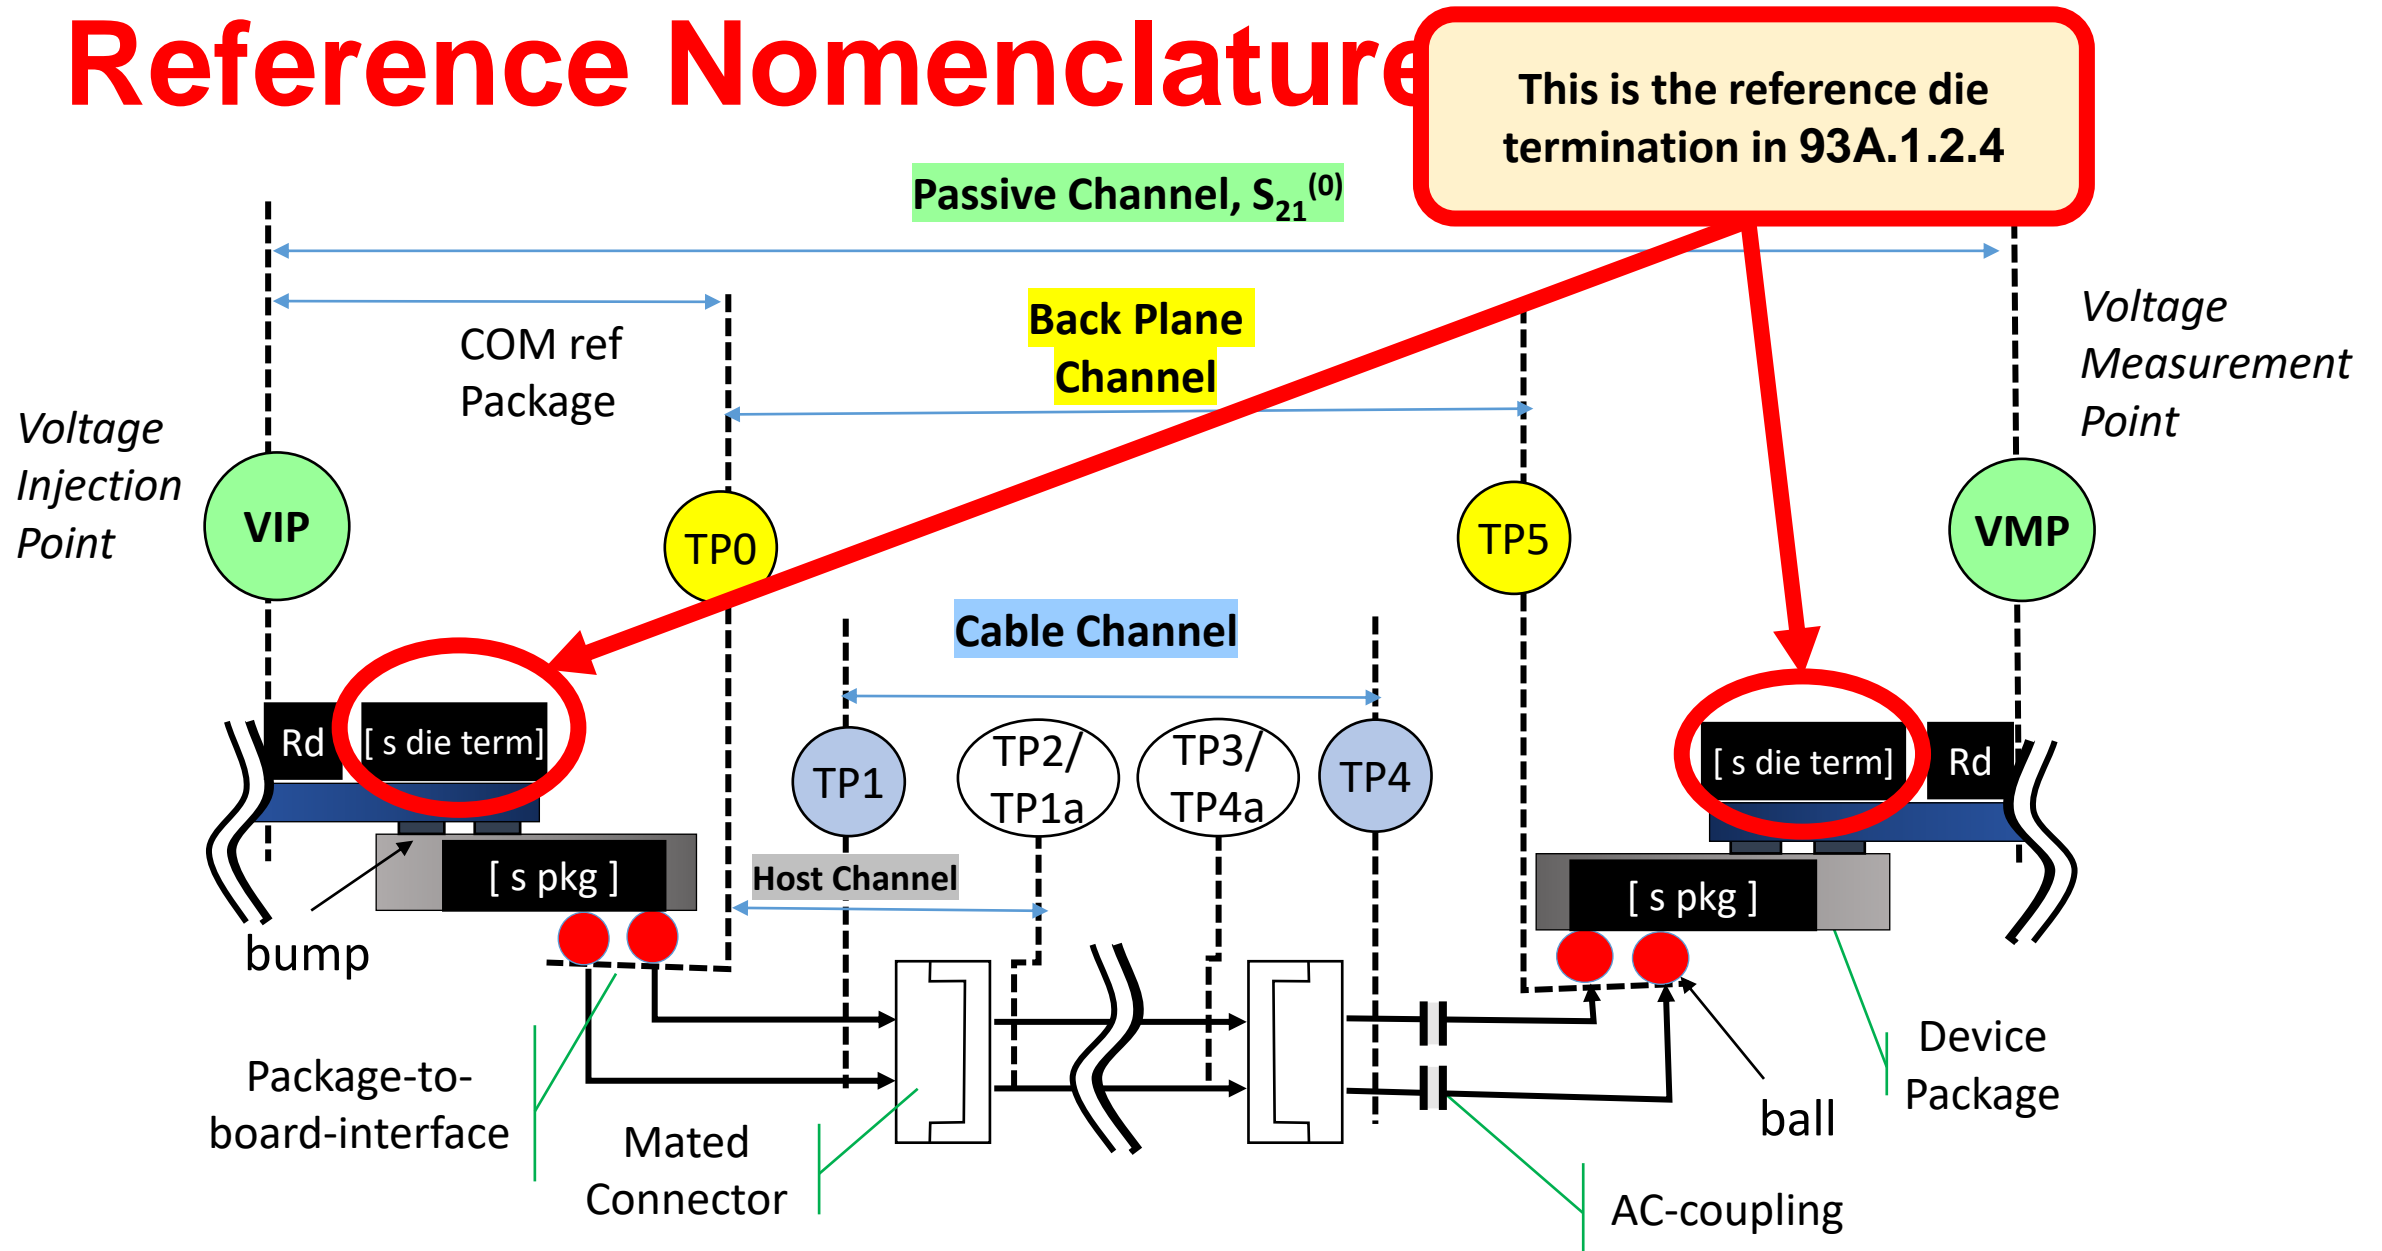 Reference Nomenclature
This is the reference die
termination in 93A.1.2.4
Passive Channel, S21(0)
COM ref
Package
Back Plane
Channel
Voltage
Measurement
Point
Voltage
Injection
Point
VIP
TP0
TP5
VMP
Cable Channel
Rd
[ s die term]
TP1
TP2/
TP1a
TP3/
TP4a
TP4
[ s die term]
Rd
[ s pkg ]
Host Channel
[ s pkg ]
bump
Package-to-
board-interface
Mated
Connector
Device
Package
ball
AC-coupling